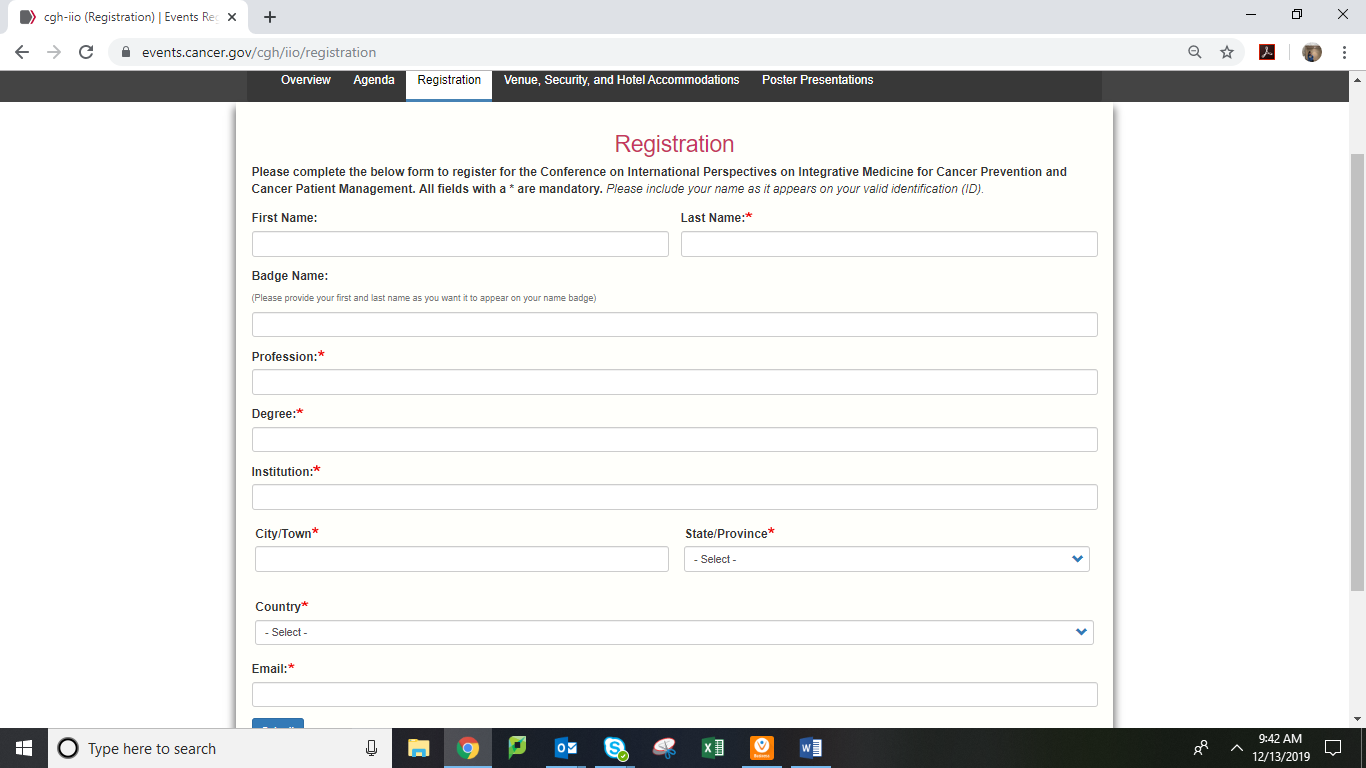 cgh-iio (Registration) | Events Re
events.cancer.gov/cgh/iio/registration
Overview Agenda Registration Venue, Security, and Hotel Accommodations Poster Presentations
Registration
Please complete the below form to register for the Conference on International Perspectives on Integrative Medicine for Cancer Prevention and
Cancer Patient Management. All fields with a * are mandatory. Please include your name as it appears on your valid identification (ID).
First Name: Last Name:*
Badge Name:
(Please provide your first and last name as you want it to appear on your name badge)
Profession:*
Degree:*
Institution:*
City/Town* State/Province*
- Select -
Country*
- Select -
Email:*
Type here to search
9:42 AM
12/13/2019